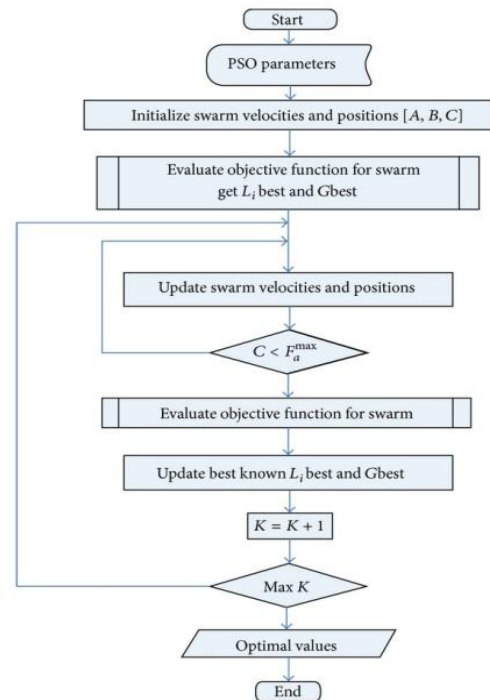 Start
PSO parameters
Initialize swarm velocities and positions [A, B, C]
Evaluate objective function for swarm
get Lᵢ best and Gbest
Update swarm velocities and positions
C < Fₐᵐᵃˣ
Evaluate objective function for swarm
Update best known Lᵢ best and Gbest
K = K + 1
Max K
Optimal values
End